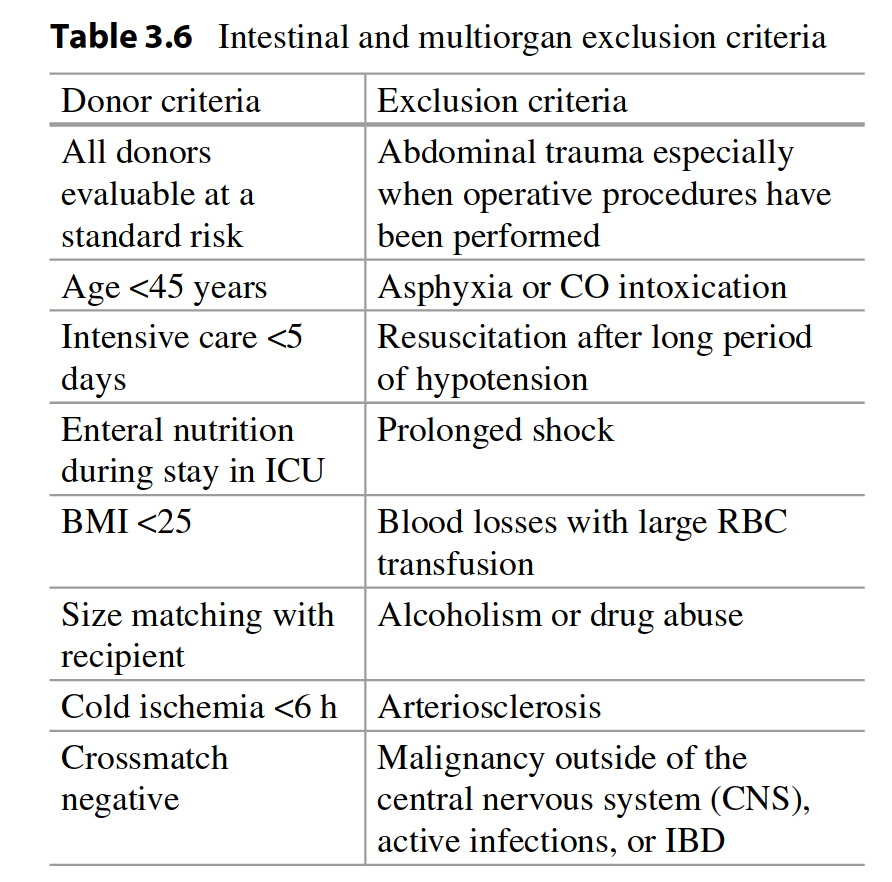 Table 3.6 Intestinal and multiorgan exclusion criteria
Donor criteria
Exclusion criteria
All donors
evaluable at a
standard risk
Abdominal trauma especially
when operative procedures have
been performed
Age <45 years
Asphyxia or CO intoxication
Intensive care <5
days
Resuscitation after long period
of hypotension
Enteral nutrition
during stay in ICU
Prolonged shock
BMI <25
Blood losses with large RBC
transfusion
Size matching with
recipient
Alcoholism or drug abuse
Cold ischemia <6 h
Arteriosclerosis
Crossmatch
negative
Malignancy outside of the
central nervous system (CNS),
active infections, or IBD